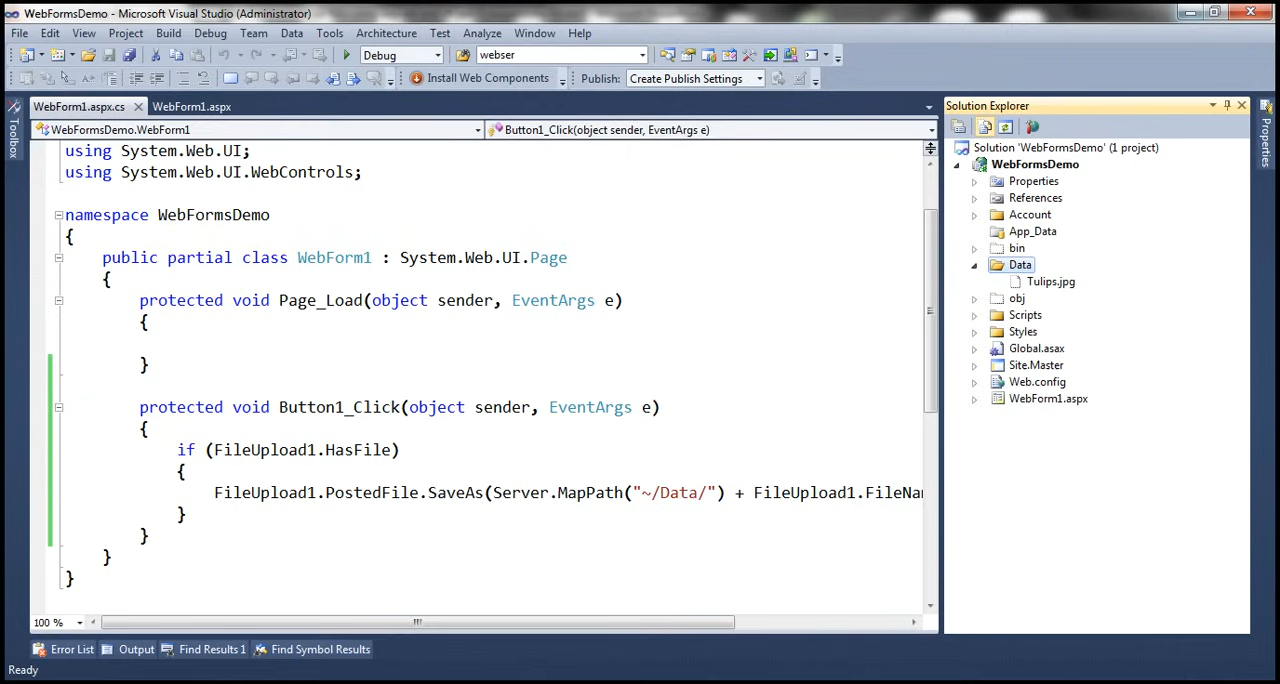 WebFormsDemo - Microsoft Visual Studio (Administrator)
File Edit View Project Build Debug Team Data Tools Architecture Test Analyze Window Help
Debug webser
Install Web Components Publish: Create Publish Settings
WebForm1.aspx.cs WebForm1.aspx
WebFormsDemo.WebForm1 Button1_Click(object sender, EventArgs e)
Toolbox
using System.Web.UI;
using System.Web.UI.WebControls;
namespace WebFormsDemo
{
public partial class WebForm1 : System.Web.UI.Page
{
protected void Page_Load(object sender, EventArgs e)
{
}
protected void Button1_Click(object sender, EventArgs e)
{
if (FileUpload1.HasFile)
{
FileUpload1.PostedFile.SaveAs(Server.MapPath("~/Data/") + FileUpload1.FileNa
}
}
}
}
100 %
Solution Explorer
Solution 'WebFormsDemo' (1 project)
WebFormsDemo
Properties
References
Account
App_Data
bin
Data
Tulips.jpg
obj
Scripts
Styles
Global.asax
Site.Master
Web.config
WebForm1.aspx
Properties
Error List Output Find Results 1 Find Symbol Results
Ready